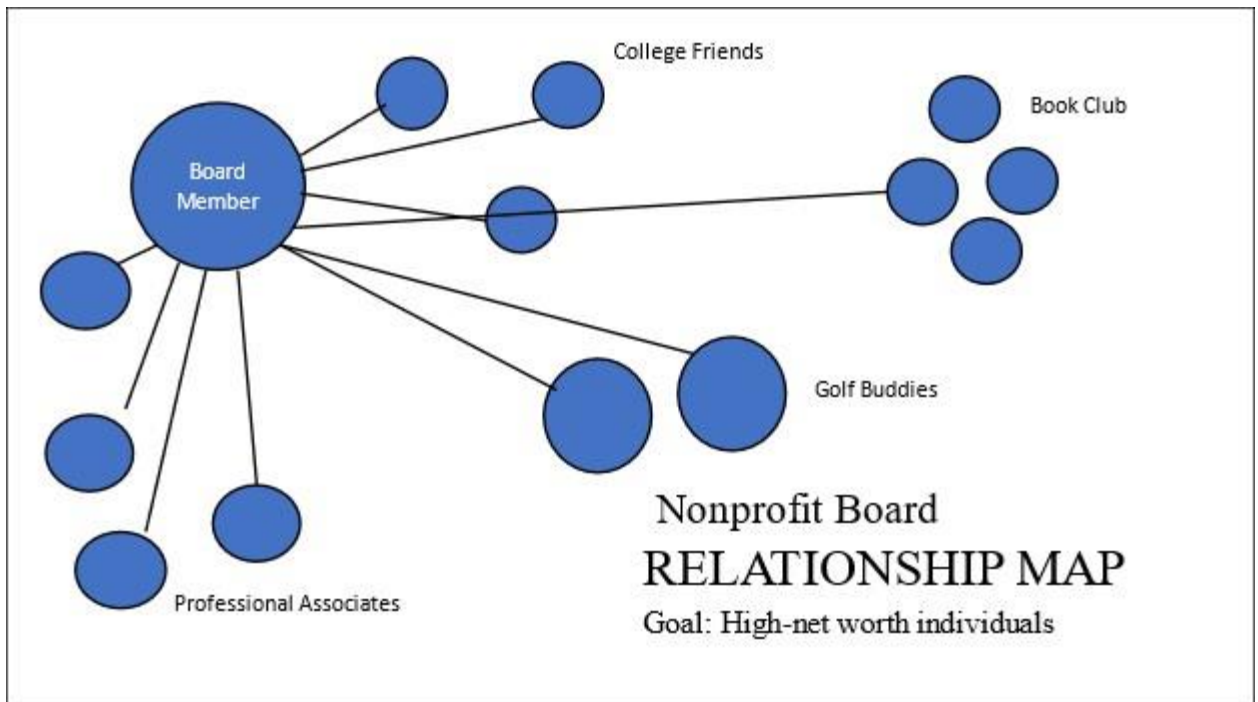 College Friends
Book Club
Board
Member
Golf Buddies
Nonprofit Board
RELATIONSHIP MAP
Goal: High-net worth individuals
Professional Associates